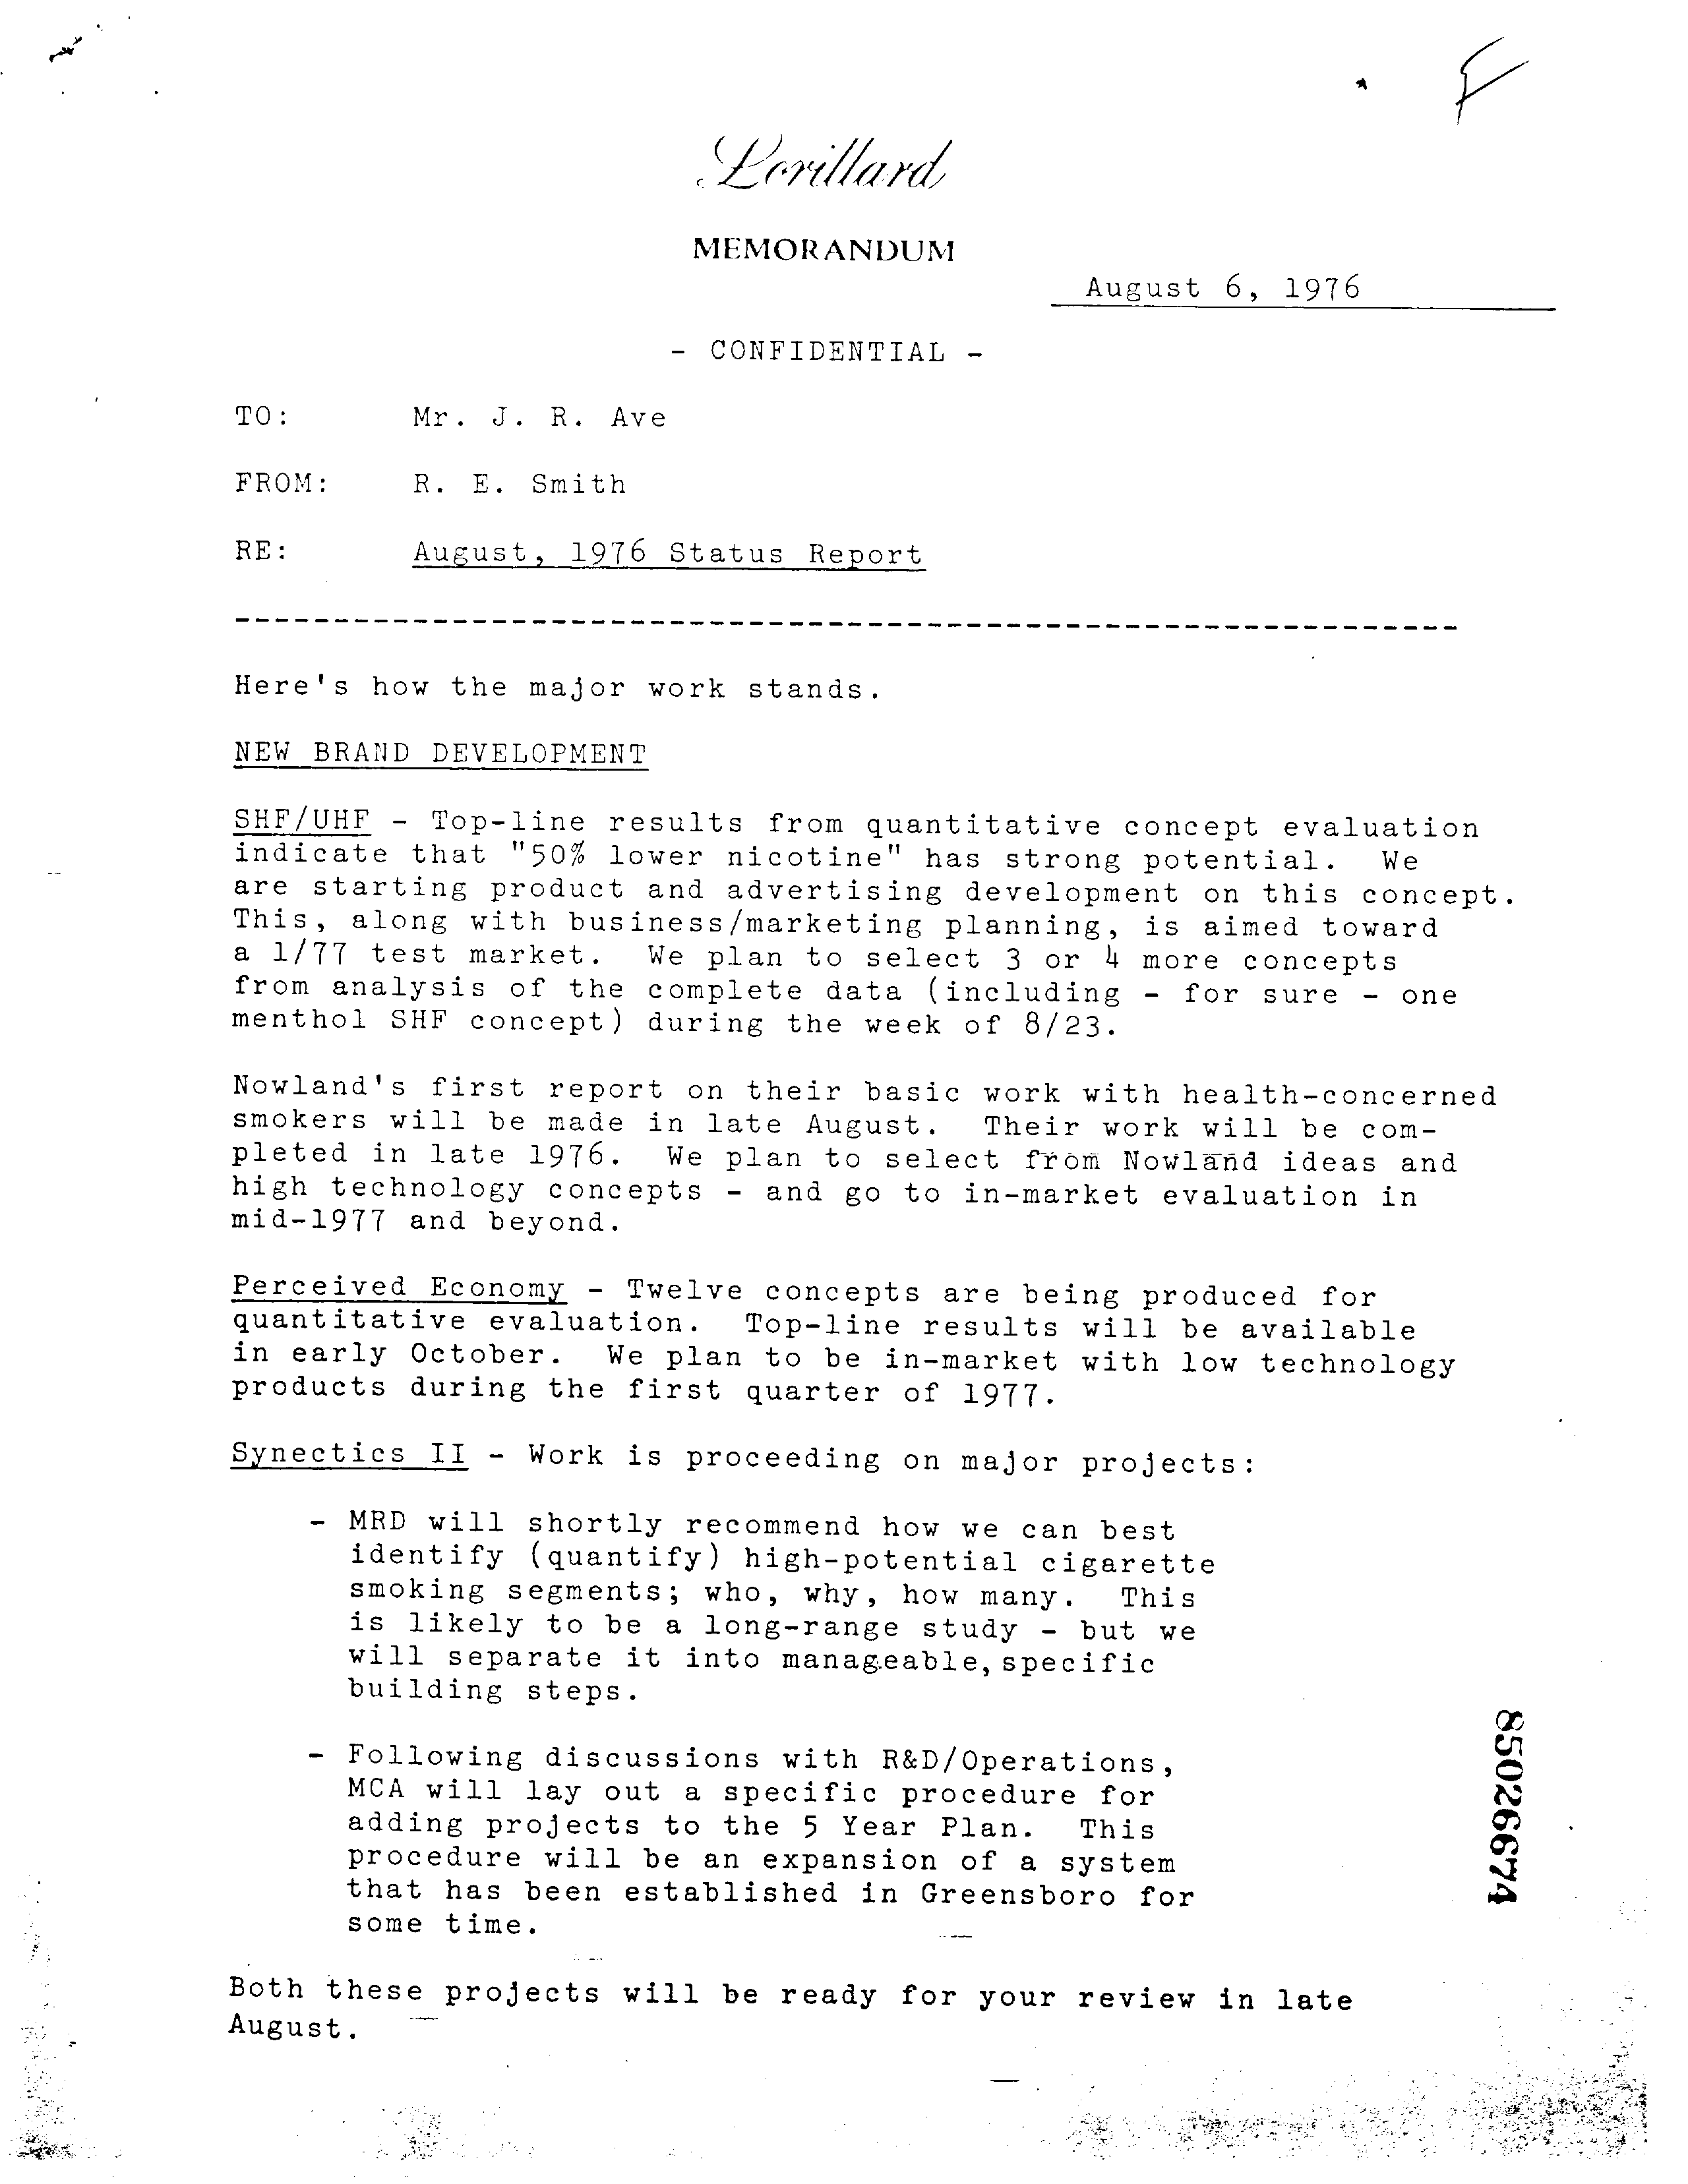 Lorillard
MEMORANDUM
August 6, 1976
- CONFIDENTIAL -
TO: Mr. J. R. Ave
FROM: R. E. Smith
RE: August, 1976 Status Report
Here's how the major work stands.
NEW BRAND DEVELOPMENT
SHF/UHF - Top-line results from quantitative concept evaluation
indicate that "50% lower nicotine" has strong potential. We
are starting product and advertising development on this concept.
This, along with business/marketing planning, is aimed toward
a 1/77 test market. We plan to select 3 or 4 more concepts
from analysis of the complete data (including - for sure - one
menthol SHF concept) during the week of 8/23.
Nowland's first report on their basic work with health-concerned
smokers will be made in late August. Their work will be com-
pleted in late 1976. We plan to select from Nowland ideas and
high technology concepts - and go to in-market evaluation in
mid-1977 and beyond.
Perceived Economy - Twelve concepts are being produced for
quantitative evaluation. Top-line results will be available
in early October. We plan to be in-market with low technology
products during the first quarter of 1977.
Synectics II - Work is proceeding on major projects:
- MRD will shortly recommend how we can best
identify (quantify) high-potential cigarette
smoking segments; who, why, how many. This
is likely to be a long-range study - but we
will separate it into manageable, specific
building steps.
- Following discussions with R&D/Operations,
MCA will lay out a specific procedure for
adding projects to the 5 Year Plan. This
procedure will be an expansion of a system
that has been established in Greensboro for
some time.
Both these projects will be ready for your review in late
August.
85026674